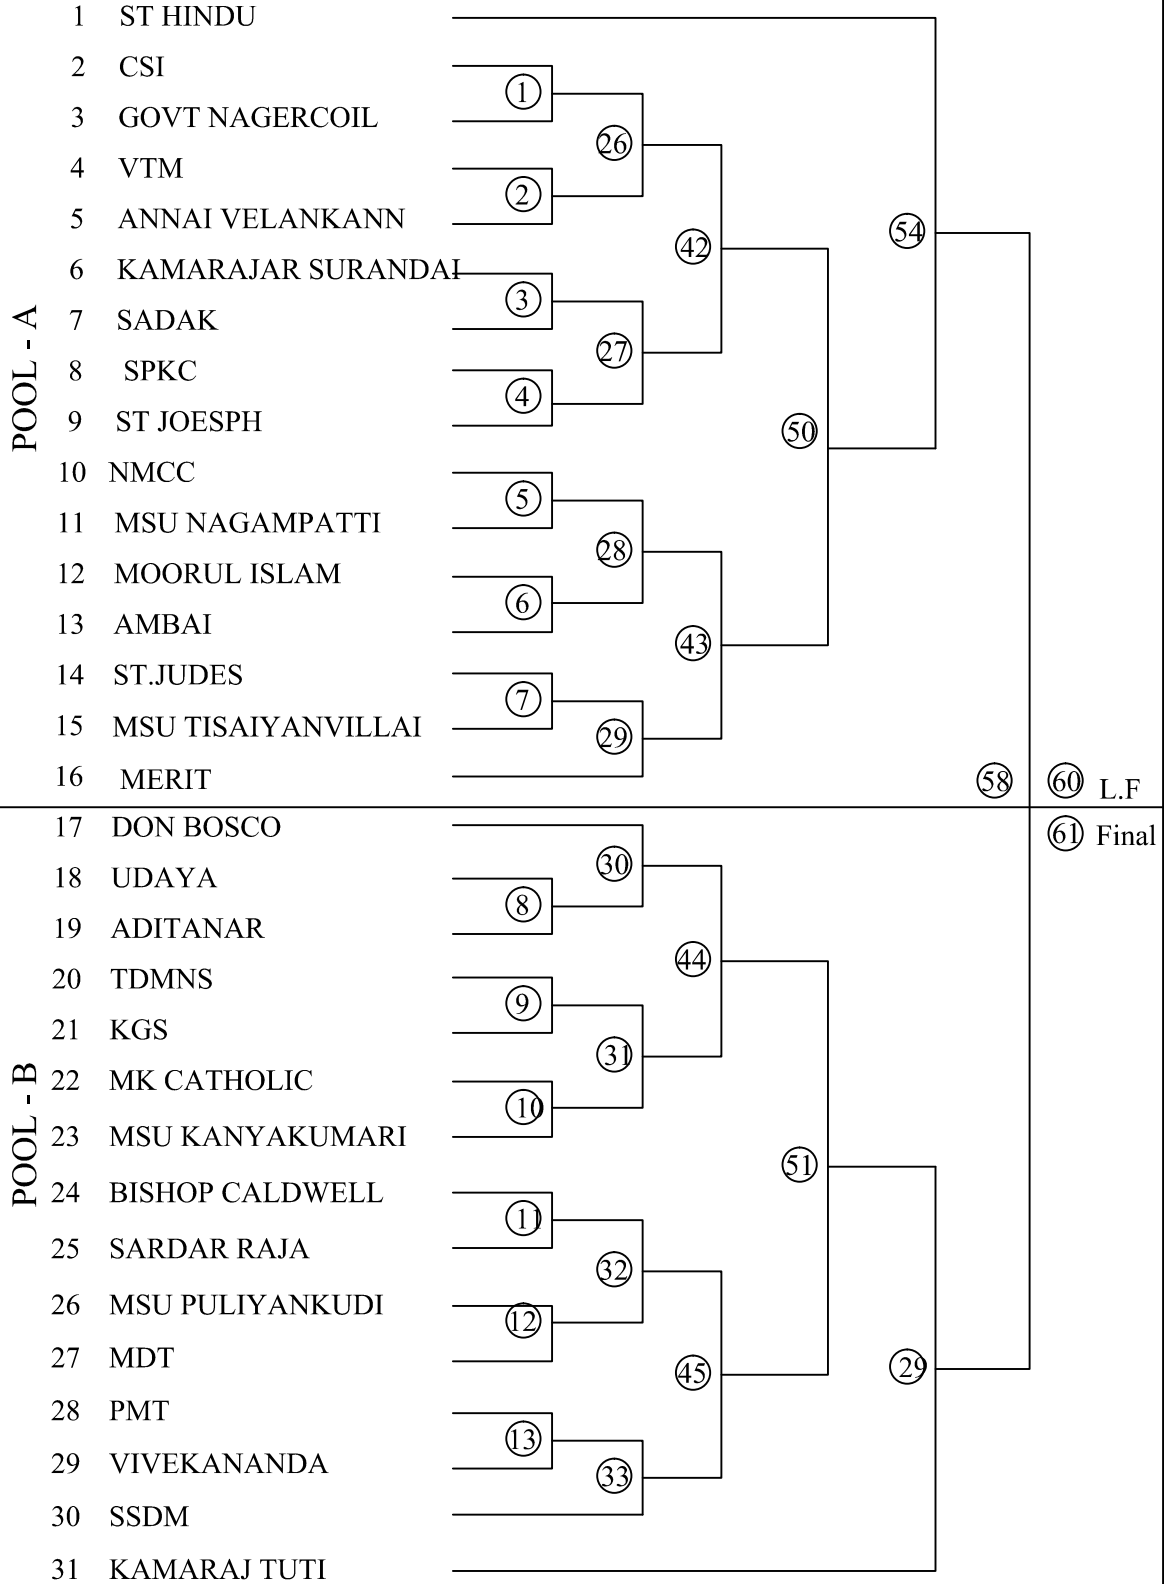 1 ST HINDU
2 CSI
1
3 GOVT NAGERCOIL
26
4 VTM
2
5 ANNAI VELANKANN
54
42
6 KAMARAJAR SURANDAI
3
7 SADAK
27
8 SPKC
4
9 ST JOESPH
50
POOL - A
10 NMCC
5
11 MSU NAGAMPATTI
28
12 MOORUL ISLAM
6
13 AMBAI
43
14 ST.JUDES
7
15 MSU TISAIYANVILLAI
29
16 MERIT
58
60 L.F
61 Final
17 DON BOSCO
30
18 UDAYA
8
19 ADITANAR
44
20 TDMNS
9
21 KGS
31
22 MK CATHOLIC
10
23 MSU KANYAKUMARI
POOL - B
51
24 BISHOP CALDWELL
11
25 SARDAR RAJA
32
26 MSU PULIYANKUDI
12
27 MDT
45
29
28 PMT
13
29 VIVEKANANDA
33
30 SSDM
31 KAMARAJ TUTI